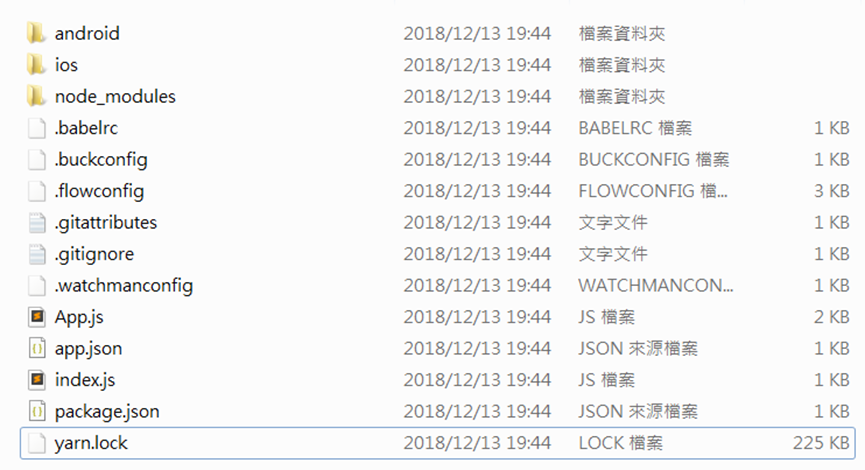 android 2018/12/13 19:44 檔案資料夾
ios 2018/12/13 19:44 檔案資料夾
node_modules 2018/12/13 19:44 檔案資料夾
.babelrc 2018/12/13 19:44 BABELRC 檔案 1 KB
.buckconfig 2018/12/13 19:44 BUCKCONFIG 檔案 1 KB
.flowconfig 2018/12/13 19:44 FLOWCONFIG 檔... 3 KB
.gitattributes 2018/12/13 19:44 文字文件 1 KB
.gitignore 2018/12/13 19:44 文字文件 1 KB
.watchmanconfig 2018/12/13 19:44 WATCHMANCON... 1 KB
App.js 2018/12/13 19:44 JS 檔案 2 KB
app.json 2018/12/13 19:44 JSON 來源檔案 1 KB
index.js 2018/12/13 19:44 JS 檔案 1 KB
package.json 2018/12/13 19:44 JSON 來源檔案 1 KB
yarn.lock 2018/12/13 19:44 LOCK 檔案 225 KB